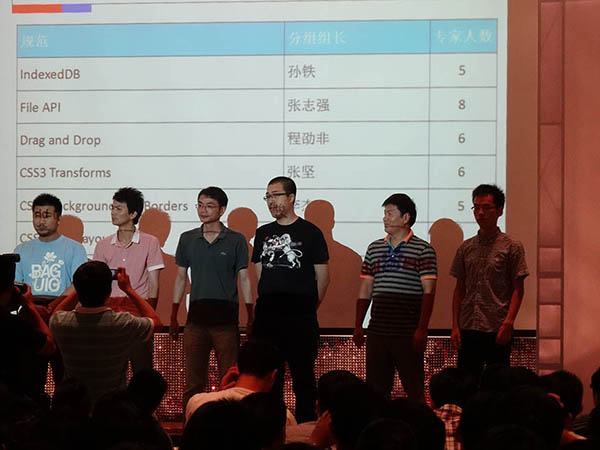 规范 分组组长 专家人数
IndexedDB 孙铁 5
File API 张志强 8
Drag and Drop 程劭非 6
CSS3 Transforms 张坚 6
Borders 5
BAG
UIG